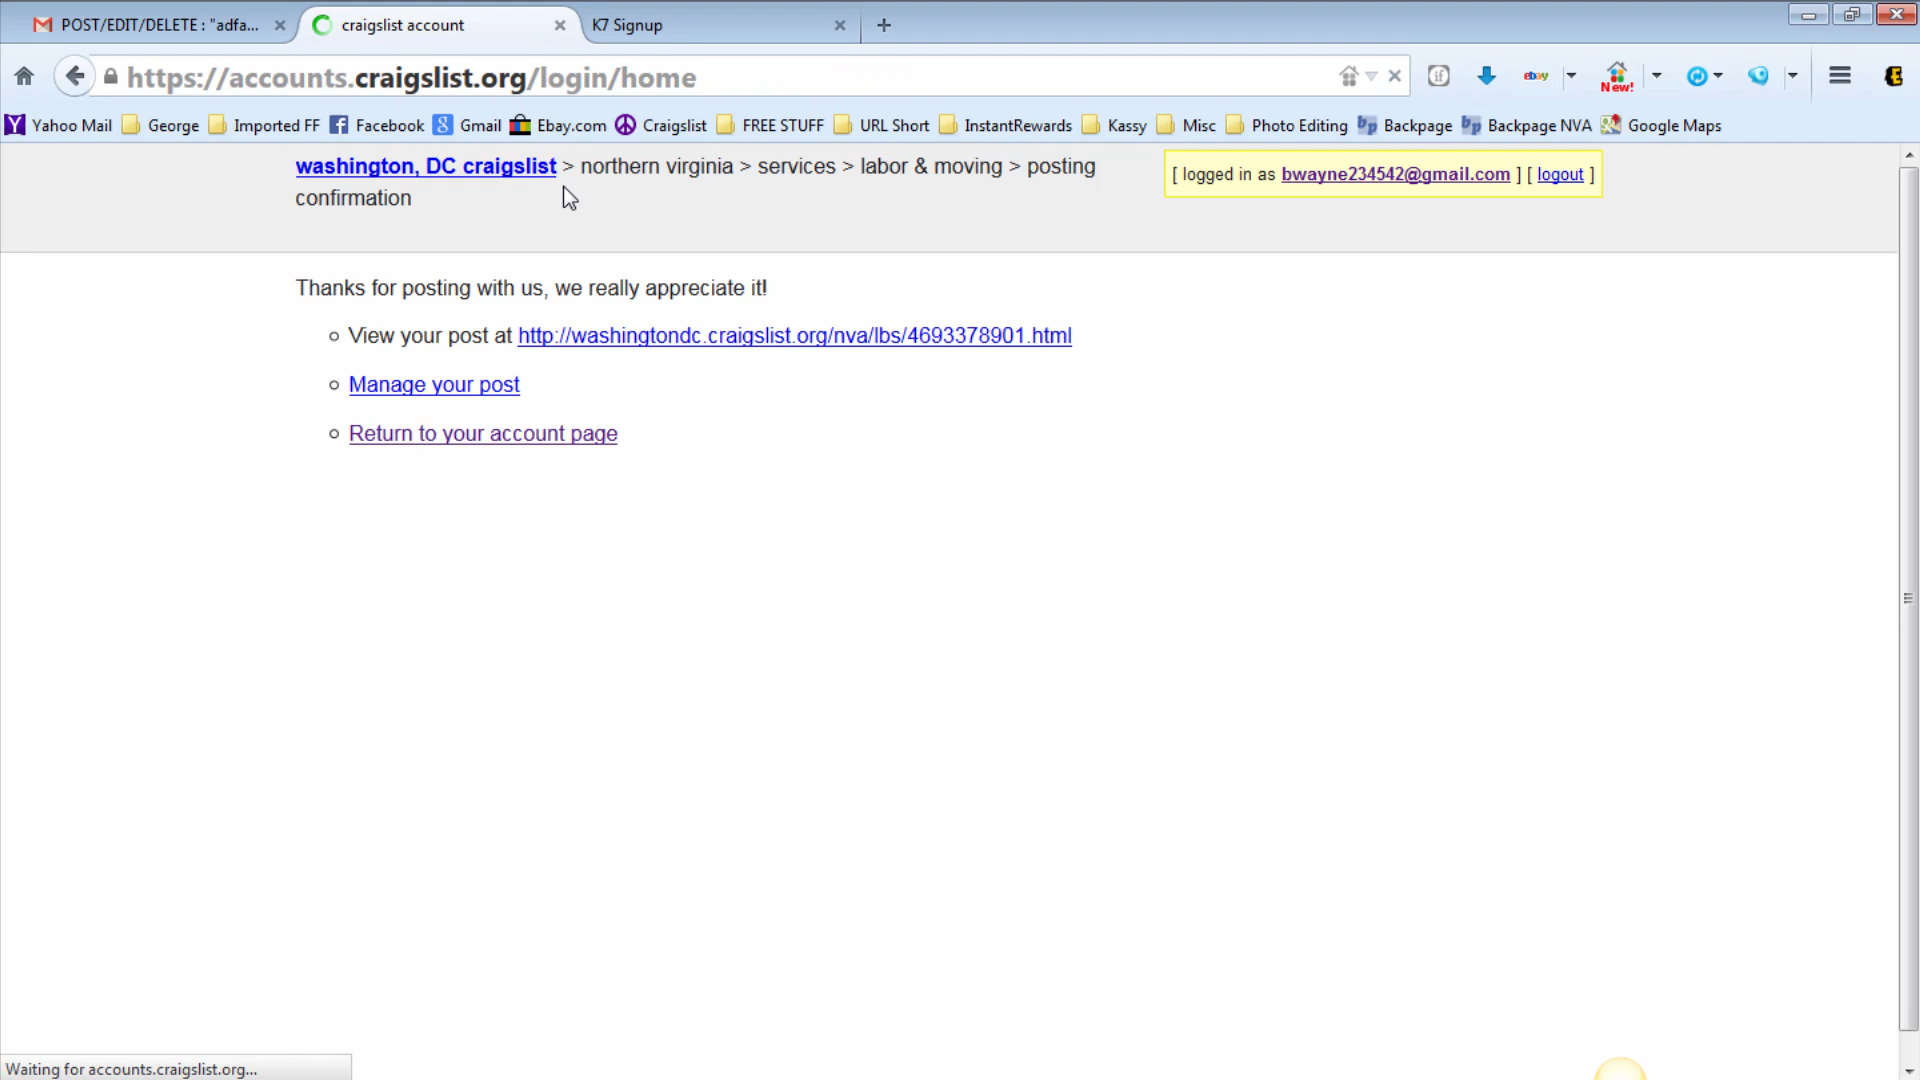 POST/EDIT/DELETE : "adfa...
craigslist account
K7 Signup
https://accounts.craigslist.org/login/home
ebay
New!
Yahoo Mail George Imported FF Facebook Gmail Ebay.com Craigslist FREE STUFF URL Short InstantRewards Kassy Misc Photo Editing Backpage Backpage NVA Google Maps
washington, DC craigslist > northern virginia > services > labor & moving > posting
confirmation
[ logged in as bwayne234542@gmail.com ] [ logout ]
Thanks for posting with us, we really appreciate it!
View your post at http://washingtondc.craigslist.org/nva/lbs/4693378901.html
Manage your post
Return to your account page
Waiting for accounts.craigslist.org...